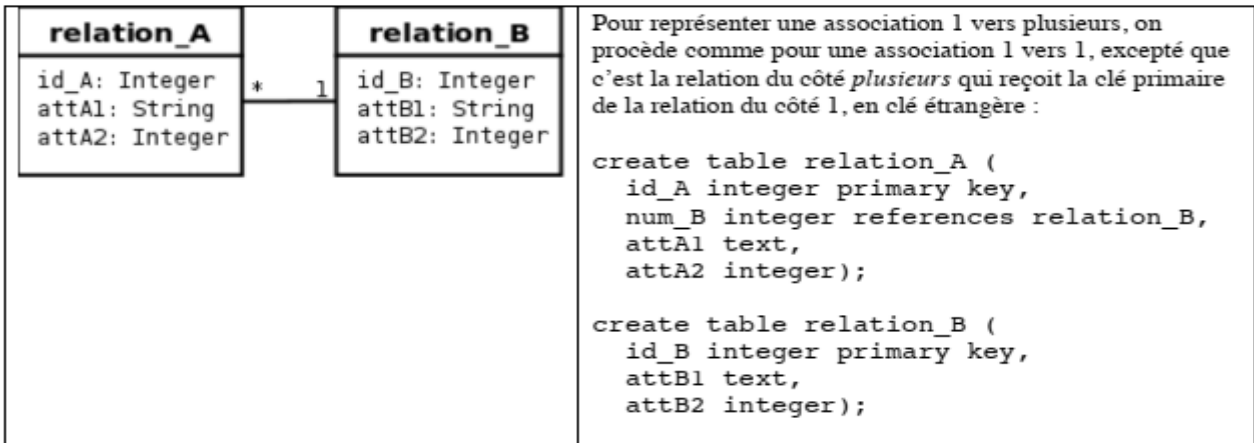 relation_A
id_A: Integer
attA1: String
attA2: Integer
* 1
relation_B
id_B: Integer
attB1: String
attB2: Integer
Pour représenter une association 1 vers plusieurs, on
procède comme pour une association 1 vers 1, excepté que
c’est la relation du côté plusieurs qui reçoit la clé primaire
de la relation du côté 1, en clé étrangère :
create table relation_A (
id_A integer primary key,
num_B integer references relation_B,
attA1 text,
attA2 integer);
create table relation_B (
id_B integer primary key,
attB1 text,
attB2 integer);